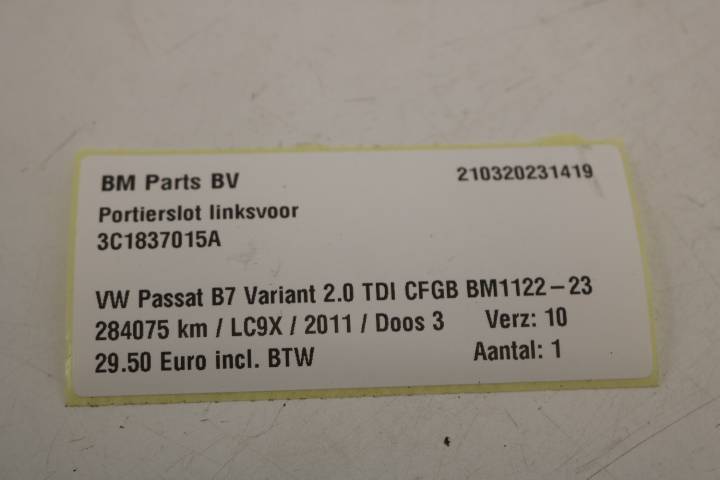 BM Parts BV 210320231419
Portierslot linksvoor
3C1837015A
VW Passat B7 Variant 2.0 TDI CFGB BM1122-23
284075 km / LC9X / 2011 / Doos 3 Verz: 10
29.50 Euro incl. BTW Aantal: 1